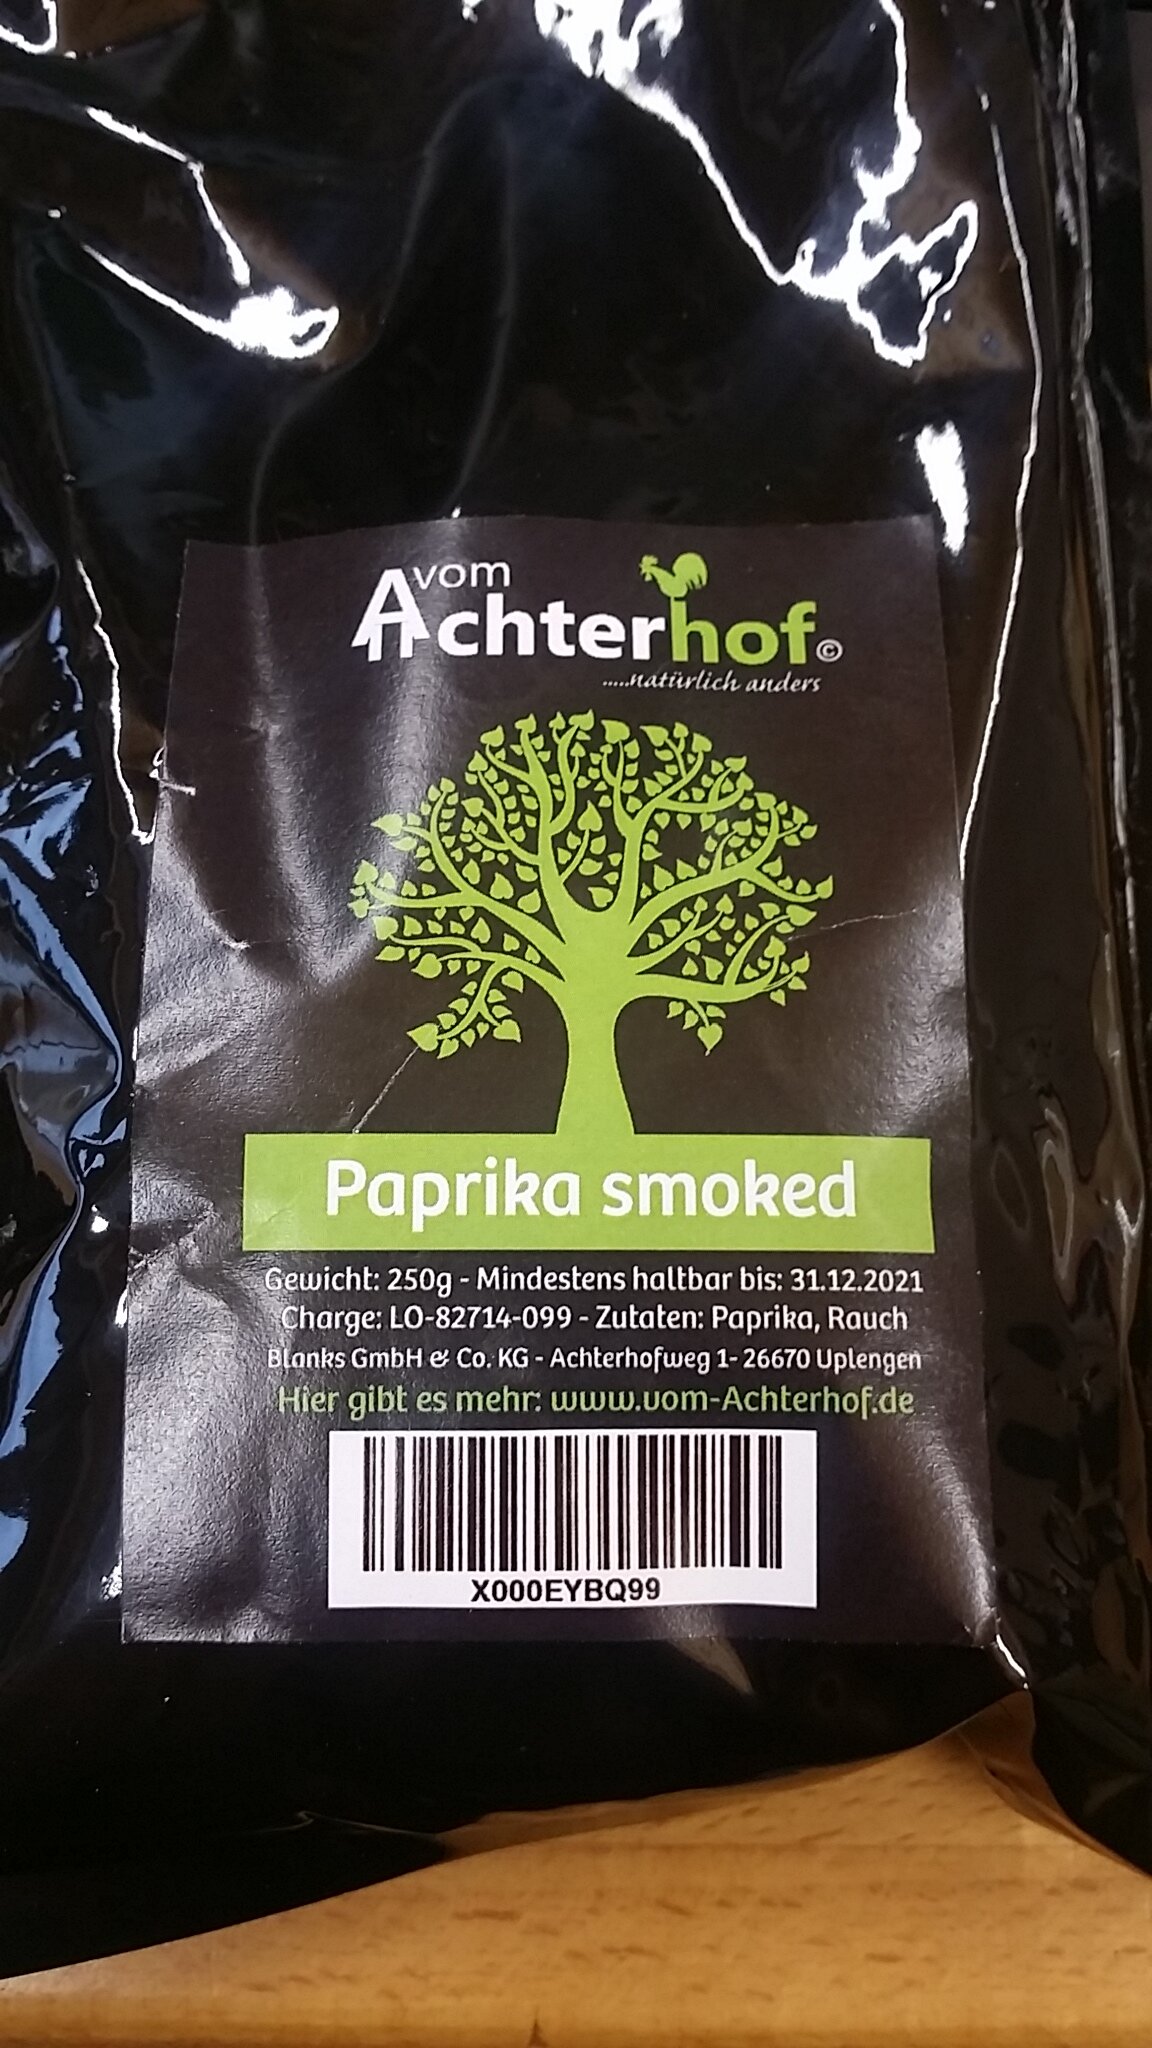 vom
Achterhof©
.....natürlich anders
Paprika smoked
Gewicht: 250g - Mindestens haltbar bis: 31.12.2021
Charge: LO-82714-099 - Zutaten: Paprika, Rauch
Blanks GmbH & Co. KG - Achterhofweg 1- 26670 Uplengen
Hier gibt es mehr: www.vom-Achterhof.de
X000EYBQ99